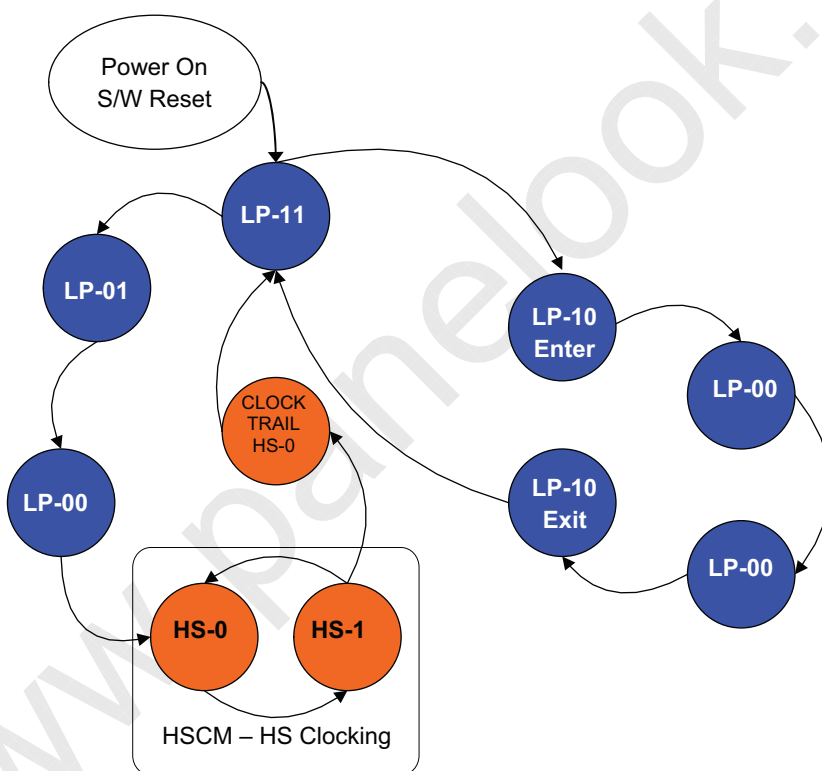 Power On
S/W Reset
LP-11
LP-01
LP-10
Enter
LP-00
CLOCK
TRAIL
HS-0
LP-00
LP-10
Exit
LP-00
HS-0
HS-1
HSCM – HS Clocking
www.panelook.